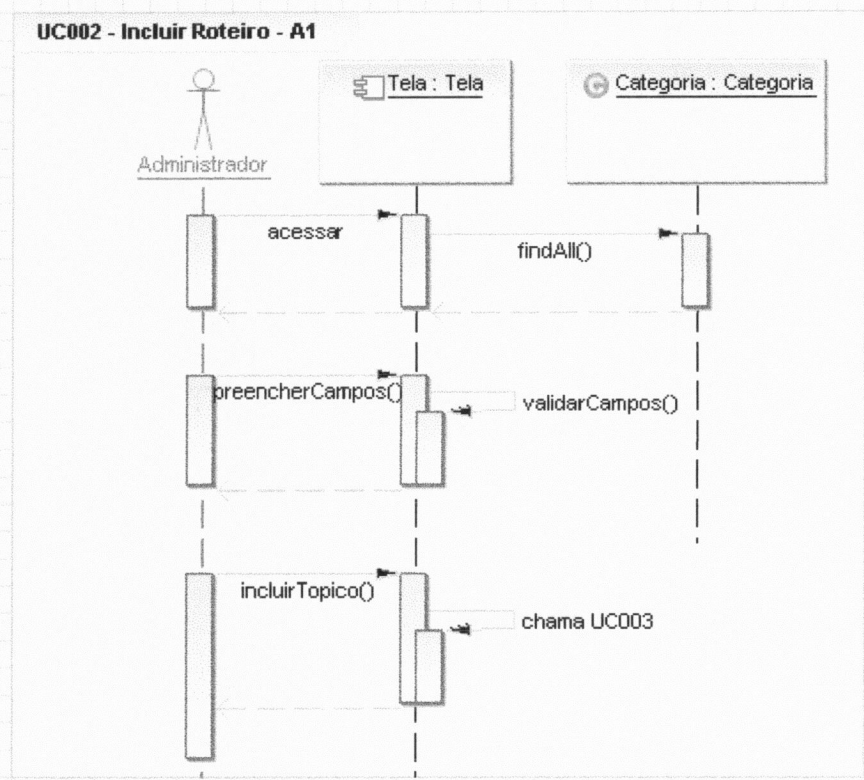 UC002 - Incluir Roteiro - A1
Tela : Tela
Categoria : Categoria
Administrador
acessar
findAll()
preencherCampos()
validarCampos()
incluirTopico()
chama UC003